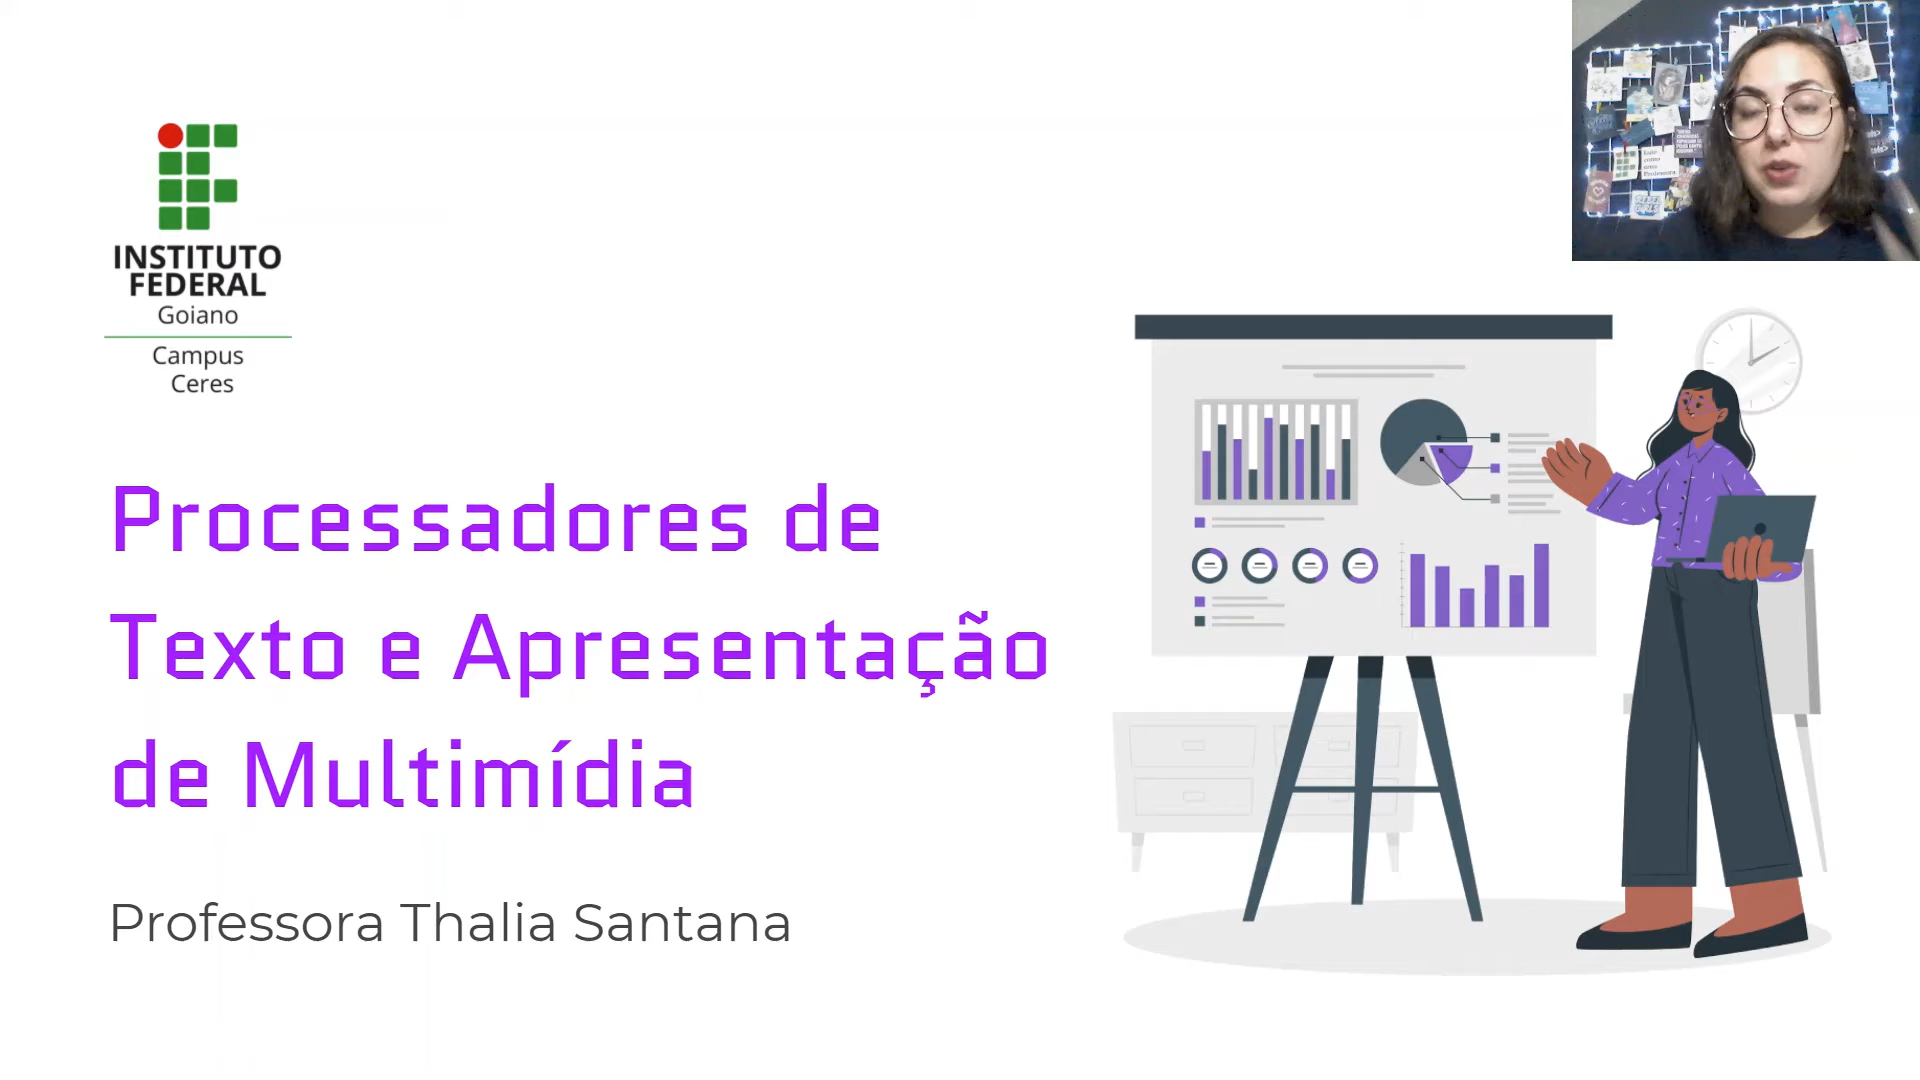 INSTITUTO
FEDERAL
Goiano
Campus
Ceres
Processadores de
Texto e Apresentação
de Multimídia
Professora Thalia Santana